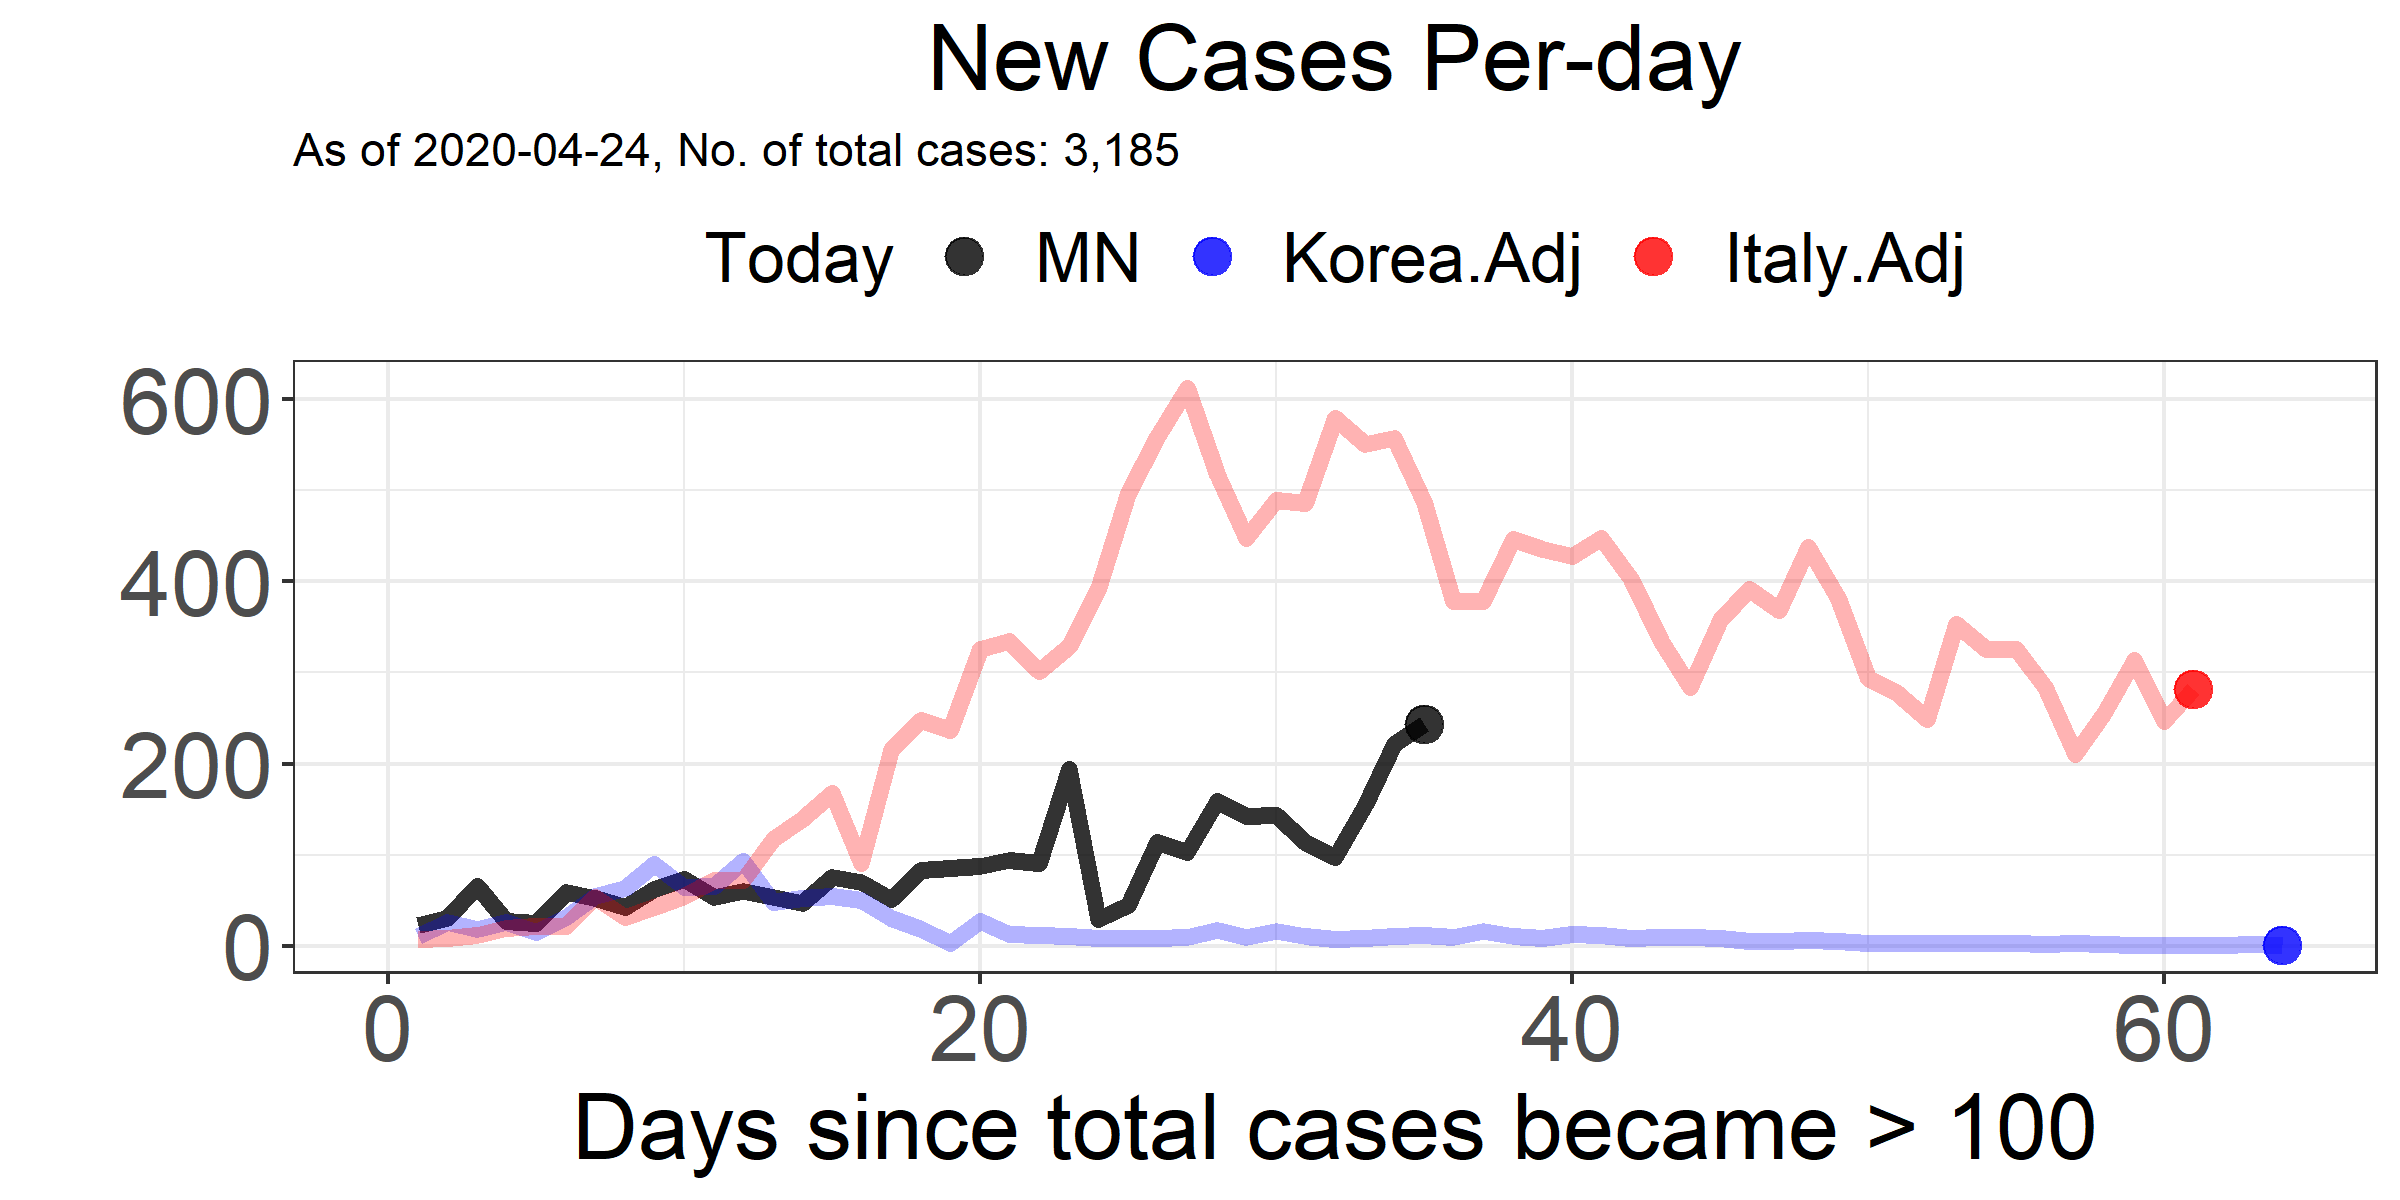 New Cases Per-day
As of 2020-04-24, No. of total cases: 3,185
Today MN Korea.Adj Italy.Adj
600
400
200
0
0 20 40 60
Days since total cases became > 100